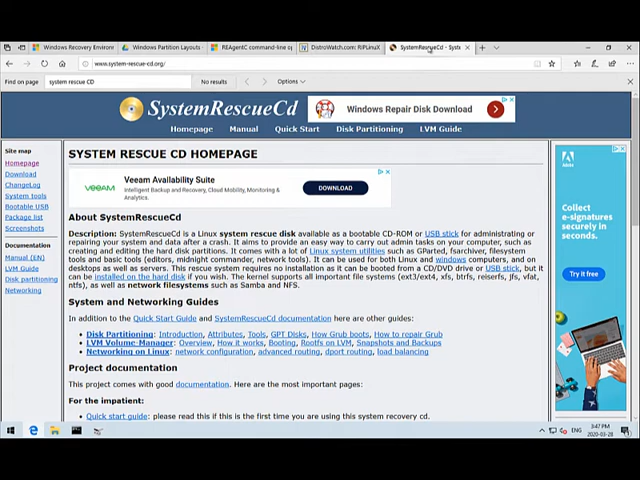 Windows Recovery Environ
Windows Partition Layouts -
REAgentC command-line op
DistroWatch.com: RIPLinuX
SystemRescueCd - Syste
www.system-rescue-cd.org/
Find on page
system rescue CD
No results
Options
SystemRescueCd
Windows Repair Disk Download
Homepage
Manual
Quick Start
Disk Partitioning
LVM Guide
Site map
Homepage
Download
ChangeLog
System tools
Bootable USB
Package list
Screenshots
Documentation
Manual (EN)
LVM Guide
Disk partitioning
Networking
SYSTEM RESCUE CD HOMEPAGE
VEEAM
Veeam Availability Suite
Intelligent Backup and Recovery, Cloud Mobility, Monitoring &
Analytics.
DOWNLOAD
About SystemRescueCd
Description: SystemRescueCd is a Linux system rescue disk available as a bootable CD-ROM or USB stick for administrating or
repairing your system and data after a crash. It aims to provide an easy way to carry out admin tasks on your computer, such as
creating and editing the hard disk partitions. It comes with a lot of Linux system utilities such as GParted, fsarchiver, filesystem
tools and basic tools (editors, midnight commander, network tools). It can be used for both Linux and windows computers, and on
desktops as well as servers. This rescue system requires no installation as it can be booted from a CD/DVD drive or USB stick, but it
can be installed on the hard disk if you wish. The kernel supports all important file systems (ext3/ext4, xfs, btrfs, reiserfs, jfs, vfat,
ntfs), as well as network filesystems such as Samba and NFS.
System and Networking Guides
In addition to the Quick Start Guide and SystemRescueCd documentation here are other guides:
Disk Partitioning: Introduction, Attributes, Tools, GPT Disks, How Grub boots, How to repair Grub
LVM Volume-Manager: Overview, How it works, Booting, Rootfs on LVM, Snapshots and Backups
Networking on Linux: network configuration, advanced routing, dport routing, load balancing
Project documentation
This project comes with good documentation. Here are the most important pages:
For the impatient:
Quick start guide: please read this if this is the first time you are using this system recovery cd.
Adobe
Collect
e-signatures
securely in
seconds.
Try it free
ENG
3:47 PM
2020-03-28